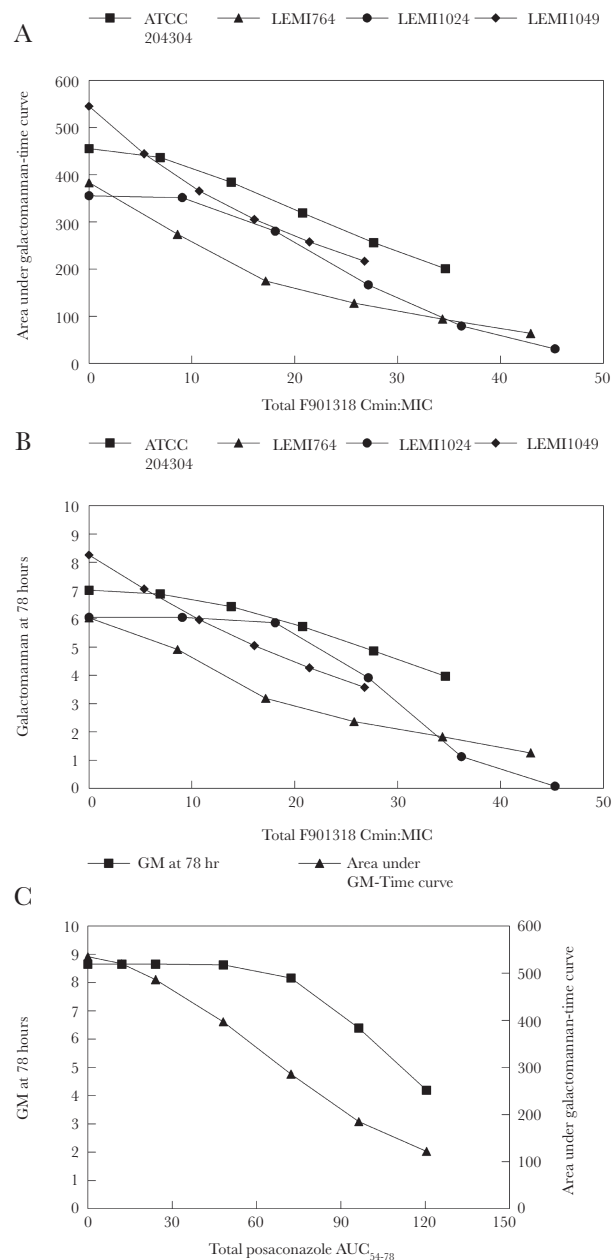 A
ATCC 204304
LEMI764
LEMI1024
LEMI1049
Area under galactomannan-time curve
600
500
400
300
200
100
0
0 10 20 30 40 50
Total F901318 Cmin:MIC
B
ATCC 204304
LEMI764
LEMI1024
LEMI1049
Galactomannan at 78 hours
10
9
8
7
6
5
4
3
2
1
0
0 10 20 30 40 50
Total F901318 Cmin:MIC
GM at 78 hr
Area under
GM-Time curve
C
GM at 78 hours
10
9
8
7
6
5
4
3
2
1
0
600
500
400
300
200
100
0
Area under galactomannan-time curve
0 30 60 90 120 150
Total posaconazole AUC54-78